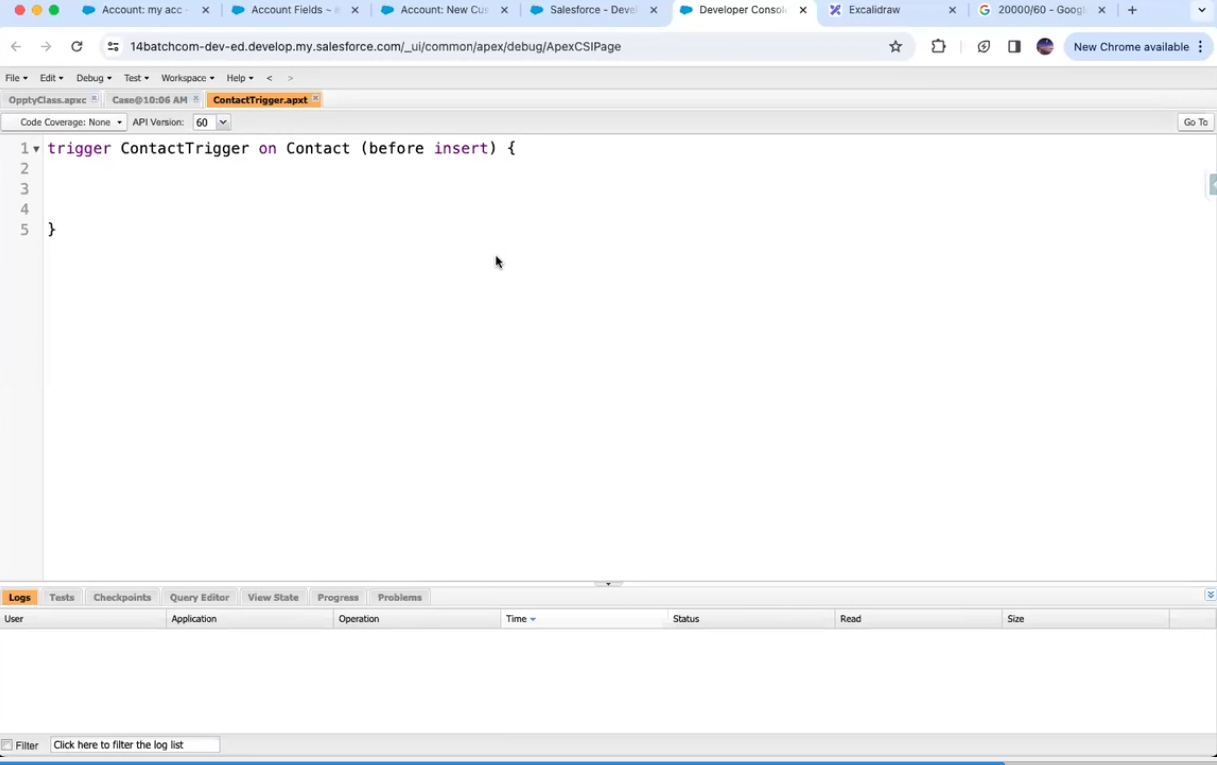 Account: my acc
Account Fields ~
Account: New Cus
Salesforce - Devel
Developer Console
Excalidraw
20000/60 - Google
14batchcom-dev-ed.develop.my.salesforce.com/_ui/common/apex/debug/ApexCSIPage
New Chrome available
File Edit Debug Test Workspace Help < >
OpptyClass.apxc Case@10:06 AM ContactTrigger.apxt
Code Coverage: None API Version: 60 Go To
1 trigger ContactTrigger on Contact (before insert) {
2
3
4
5 }
Logs Tests Checkpoints Query Editor View State Progress Problems
User Application Operation Time Status Read Size
Filter Click here to filter the log list